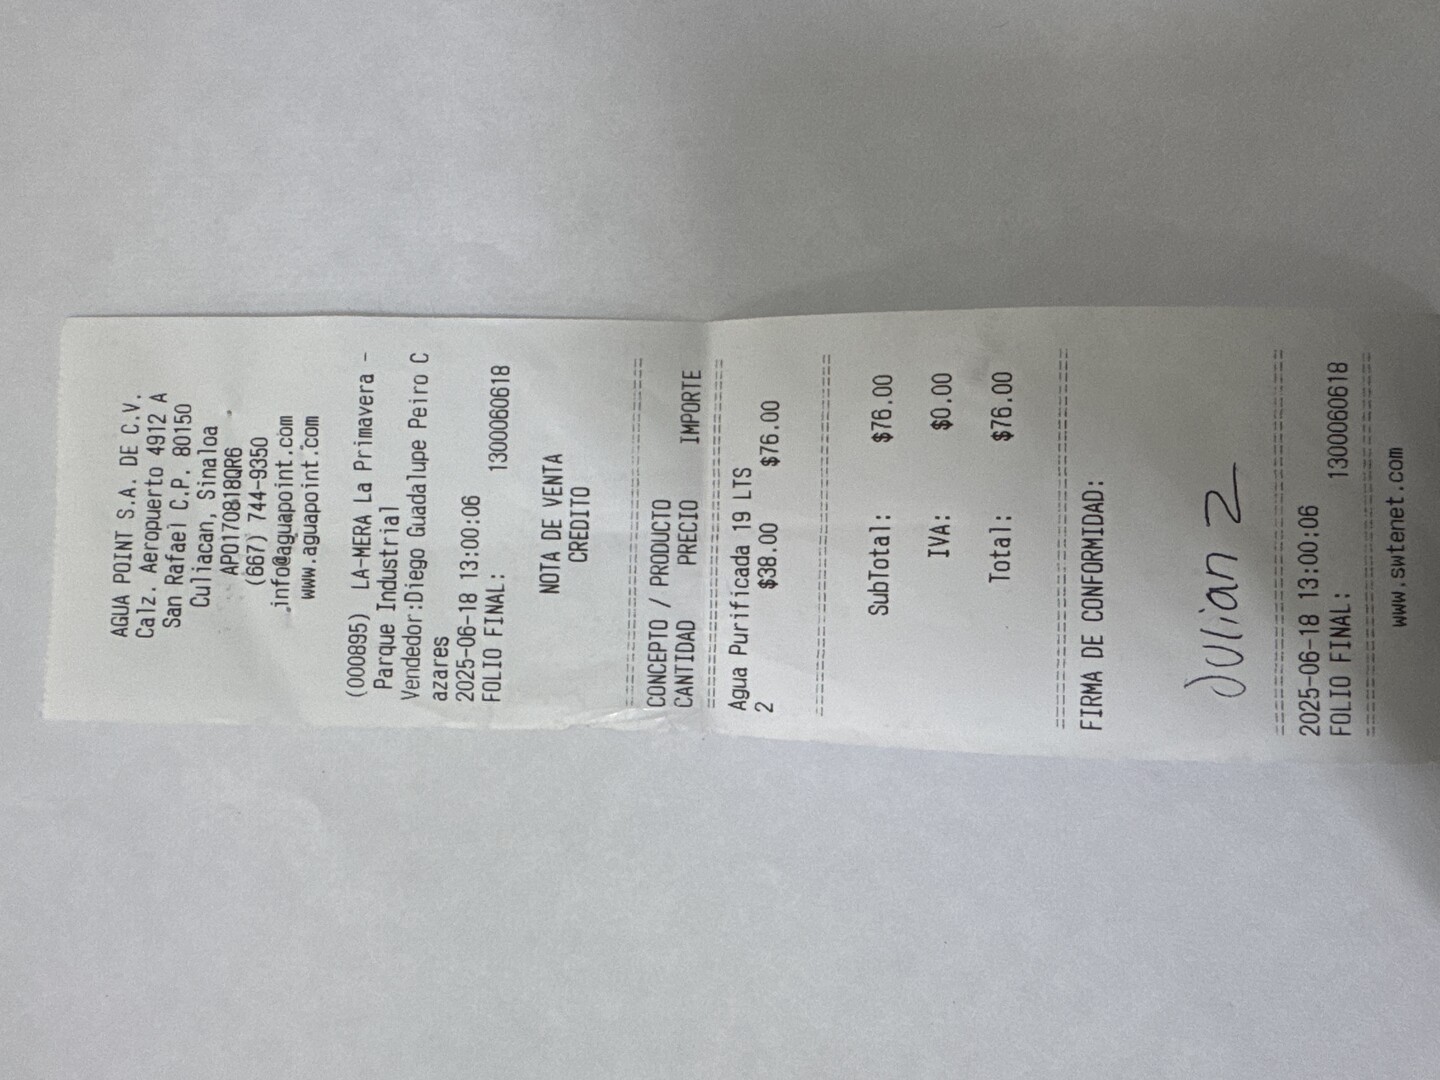 AGUA POINT S.A. DE C.V.
Calz. Aeropuerto 4912 A
San Rafael C.P. 80150
Culiacan, Sinaloa
APO170818QR6
(667) 744-9350
info@aguapoint.com
www.aguapoint.com
(000895) LA-MERA La Primavera -
Parque Industrial
Vendedor:Diego Guadalupe Peiro C
azares
2025-06-18 13:00:06
FOLIO FINAL: 1300060618
NOTA DE VENTA
CREDITO
================================
CONCEPTO / PRODUCTO
CANTIDAD PRECIO IMPORTE
================================
Agua Purificada 19 LTS
2 $38.00 $76.00
================================
SubTotal: $76.00
IVA: $0.00
Total: $76.00
================================
FIRMA DE CONFORMIDAD:
Julian Z
================================
2025-06-18 13:00:06
FOLIO FINAL: 1300060618
================================
www.swtenet.com